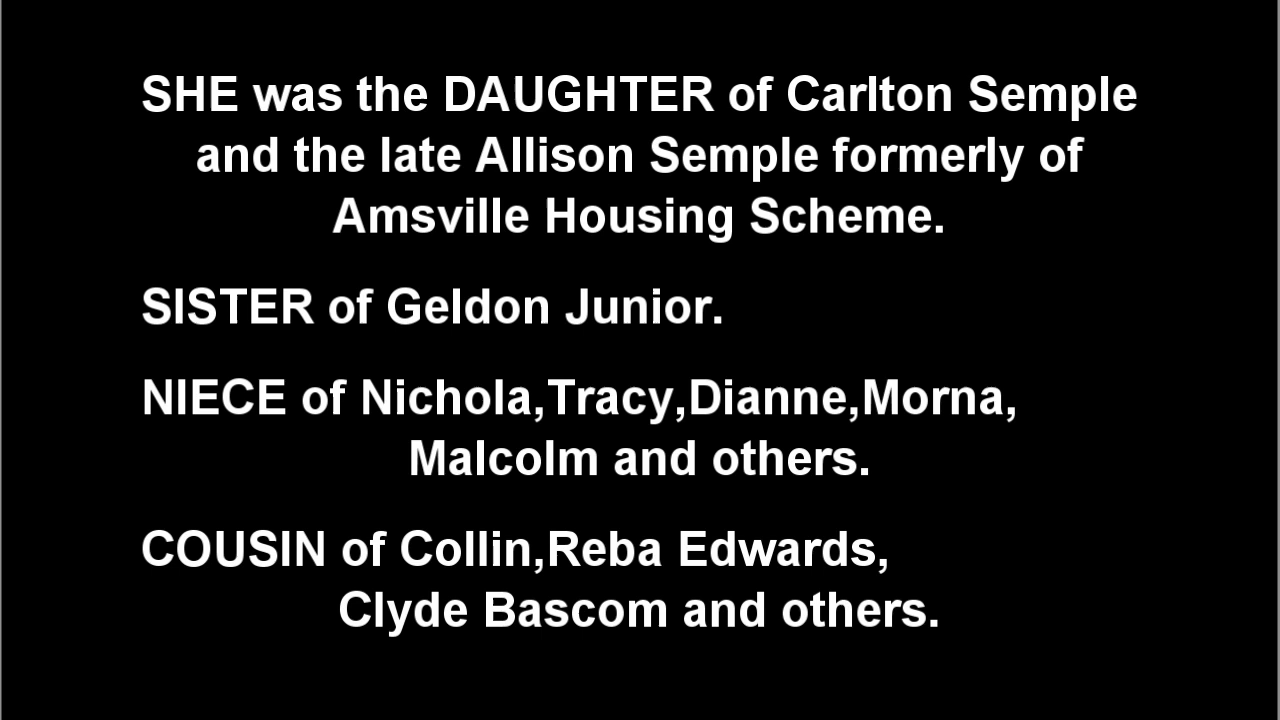 SHE was the DAUGHTER of Carlton Semple
and the late Allison Semple formerly of
Amsville Housing Scheme.
SISTER of Geldon Junior.
NIECE of Nichola,Tracy,Dianne,Morna,
Malcolm and others.
COUSIN of Collin,Reba Edwards,
Clyde Bascom and others.